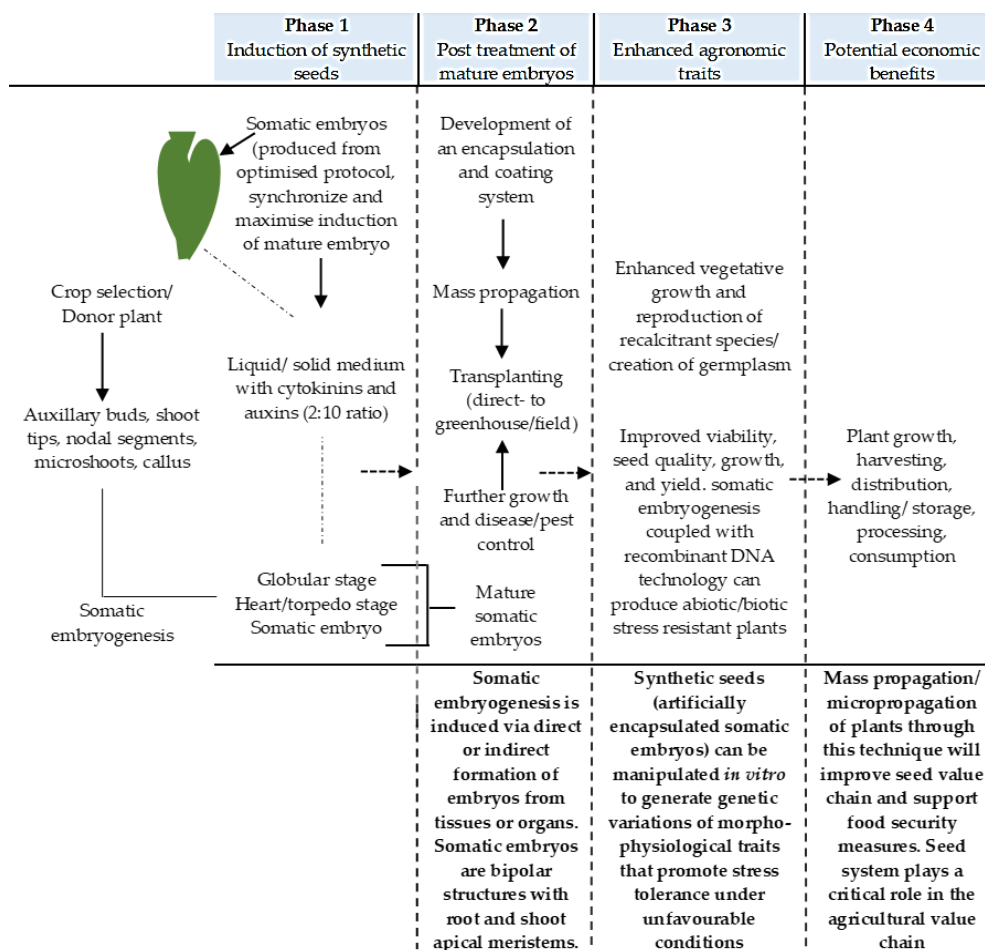 Phase 1
Induction of synthetic
seeds
Phase 2
Post treatment of
mature embryos
Phase 3
Enhanced agronomic
traits
Phase 4
Potential economic
benefits
Crop selection/
Donor plant
Auxillary buds, shoot
tips, nodal segments,
microshoots, callus
Somatic
embryogenesis
Somatic embryos
(produced from
optimised protocol,
synchronize and
maximise induction
of mature embryo
Liquid/ solid medium
with cytokinins and
auxins (2:10 ratio)
Globular stage
Heart/torpedo stage
Somatic embryo
Development of
an encapsulation
and coating
system
Mass propagation
Transplanting
(direct- to
greenhouse/field)
Further growth
and disease/pest
control
Mature
somatic
embryos
Enhanced vegetative
growth and
reproduction of
recalcitrant species/
creation of germplasm
Improved viability,
seed quality, growth,
and yield. somatic
embryogenesis
coupled with
recombinant DNA
technology can
produce abiotic/biotic
stress resistant plants
Plant growth,
harvesting,
distribution,
handling/ storage,
processing,
consumption
Somatic
embryogenesis is
induced via direct
or indirect
formation of
embryos from
tissues or organs.
Somatic embryos
are bipolar
structures with
root and shoot
apical meristems.
Synthetic seeds
(artificially
encapsulated somatic
embryos) can be
manipulated in vitro
to generate genetic
variations of morpho-
physiological traits
that promote stress
tolerance under
unfavourable
conditions
Mass propagation/
micropropagation
of plants through
this technique will
improve seed value
chain and support
food security
measures. Seed
system plays a
critical role in the
agricultural value
chain